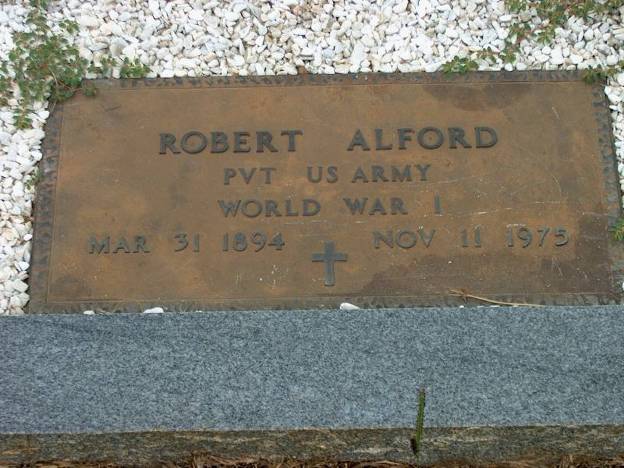 ROBERT ALFORD
PVT US ARMY
WORLD WAR I
MAR 31 1894 NOV 11 1975